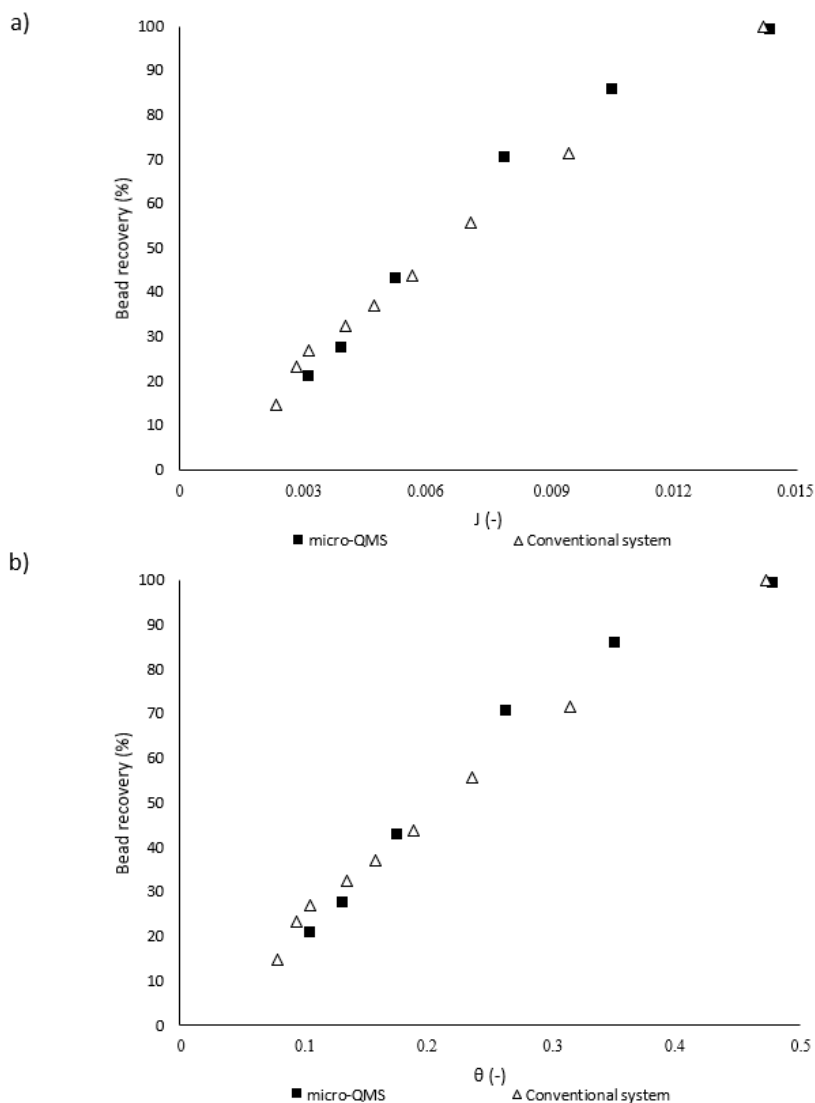 a)
100
90
80
70
60
50
40
30
20
10
0
Bead recovery (%)
0 0.003 0.006 0.009 0.012 0.015
J (-)
■ micro-QMS △ Conventional system
b)
100
90
80
70
60
50
40
30
20
10
0
Bead recovery (%)
0 0.1 0.2 0.3 0.4 0.5
θ (-)
■ micro-QMS △ Conventional system